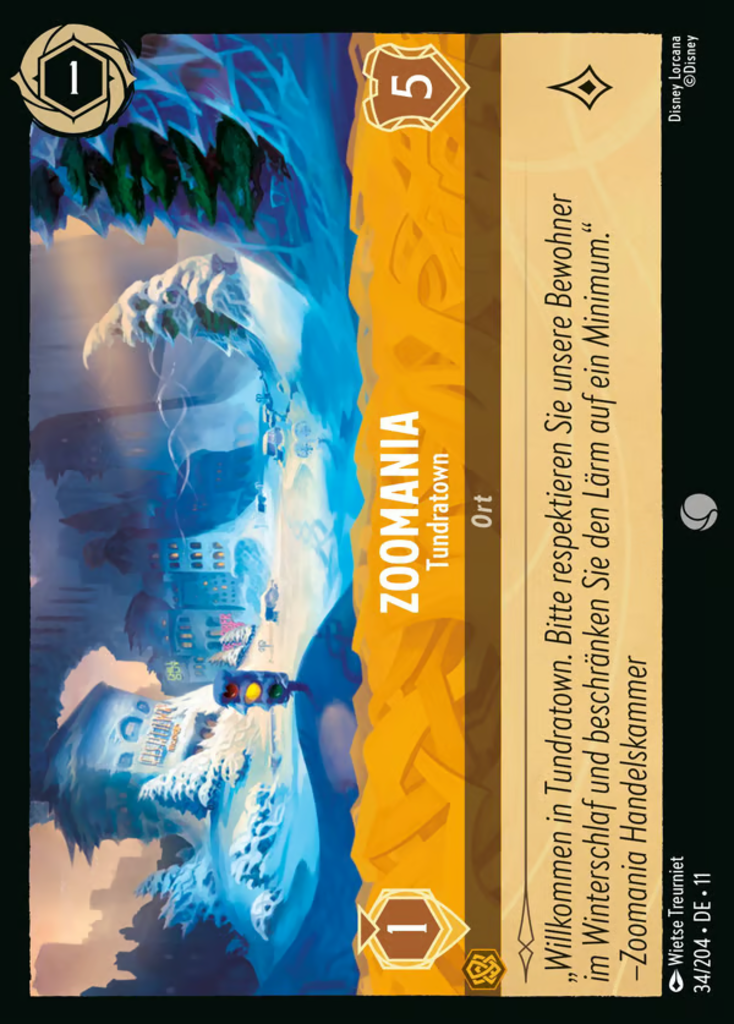 1
1
5
ZOOMANIA
Tundratown
Ort
„Willkommen in Tundratown. Bitte respektieren Sie unsere Bewohner
im Winterschlaf und beschränken Sie den Lärm auf ein Minimum.“
–Zoomania Handelskammer
Wietse Treurniet
34/204 • DE • 11
Disney Lorcana
©Disney